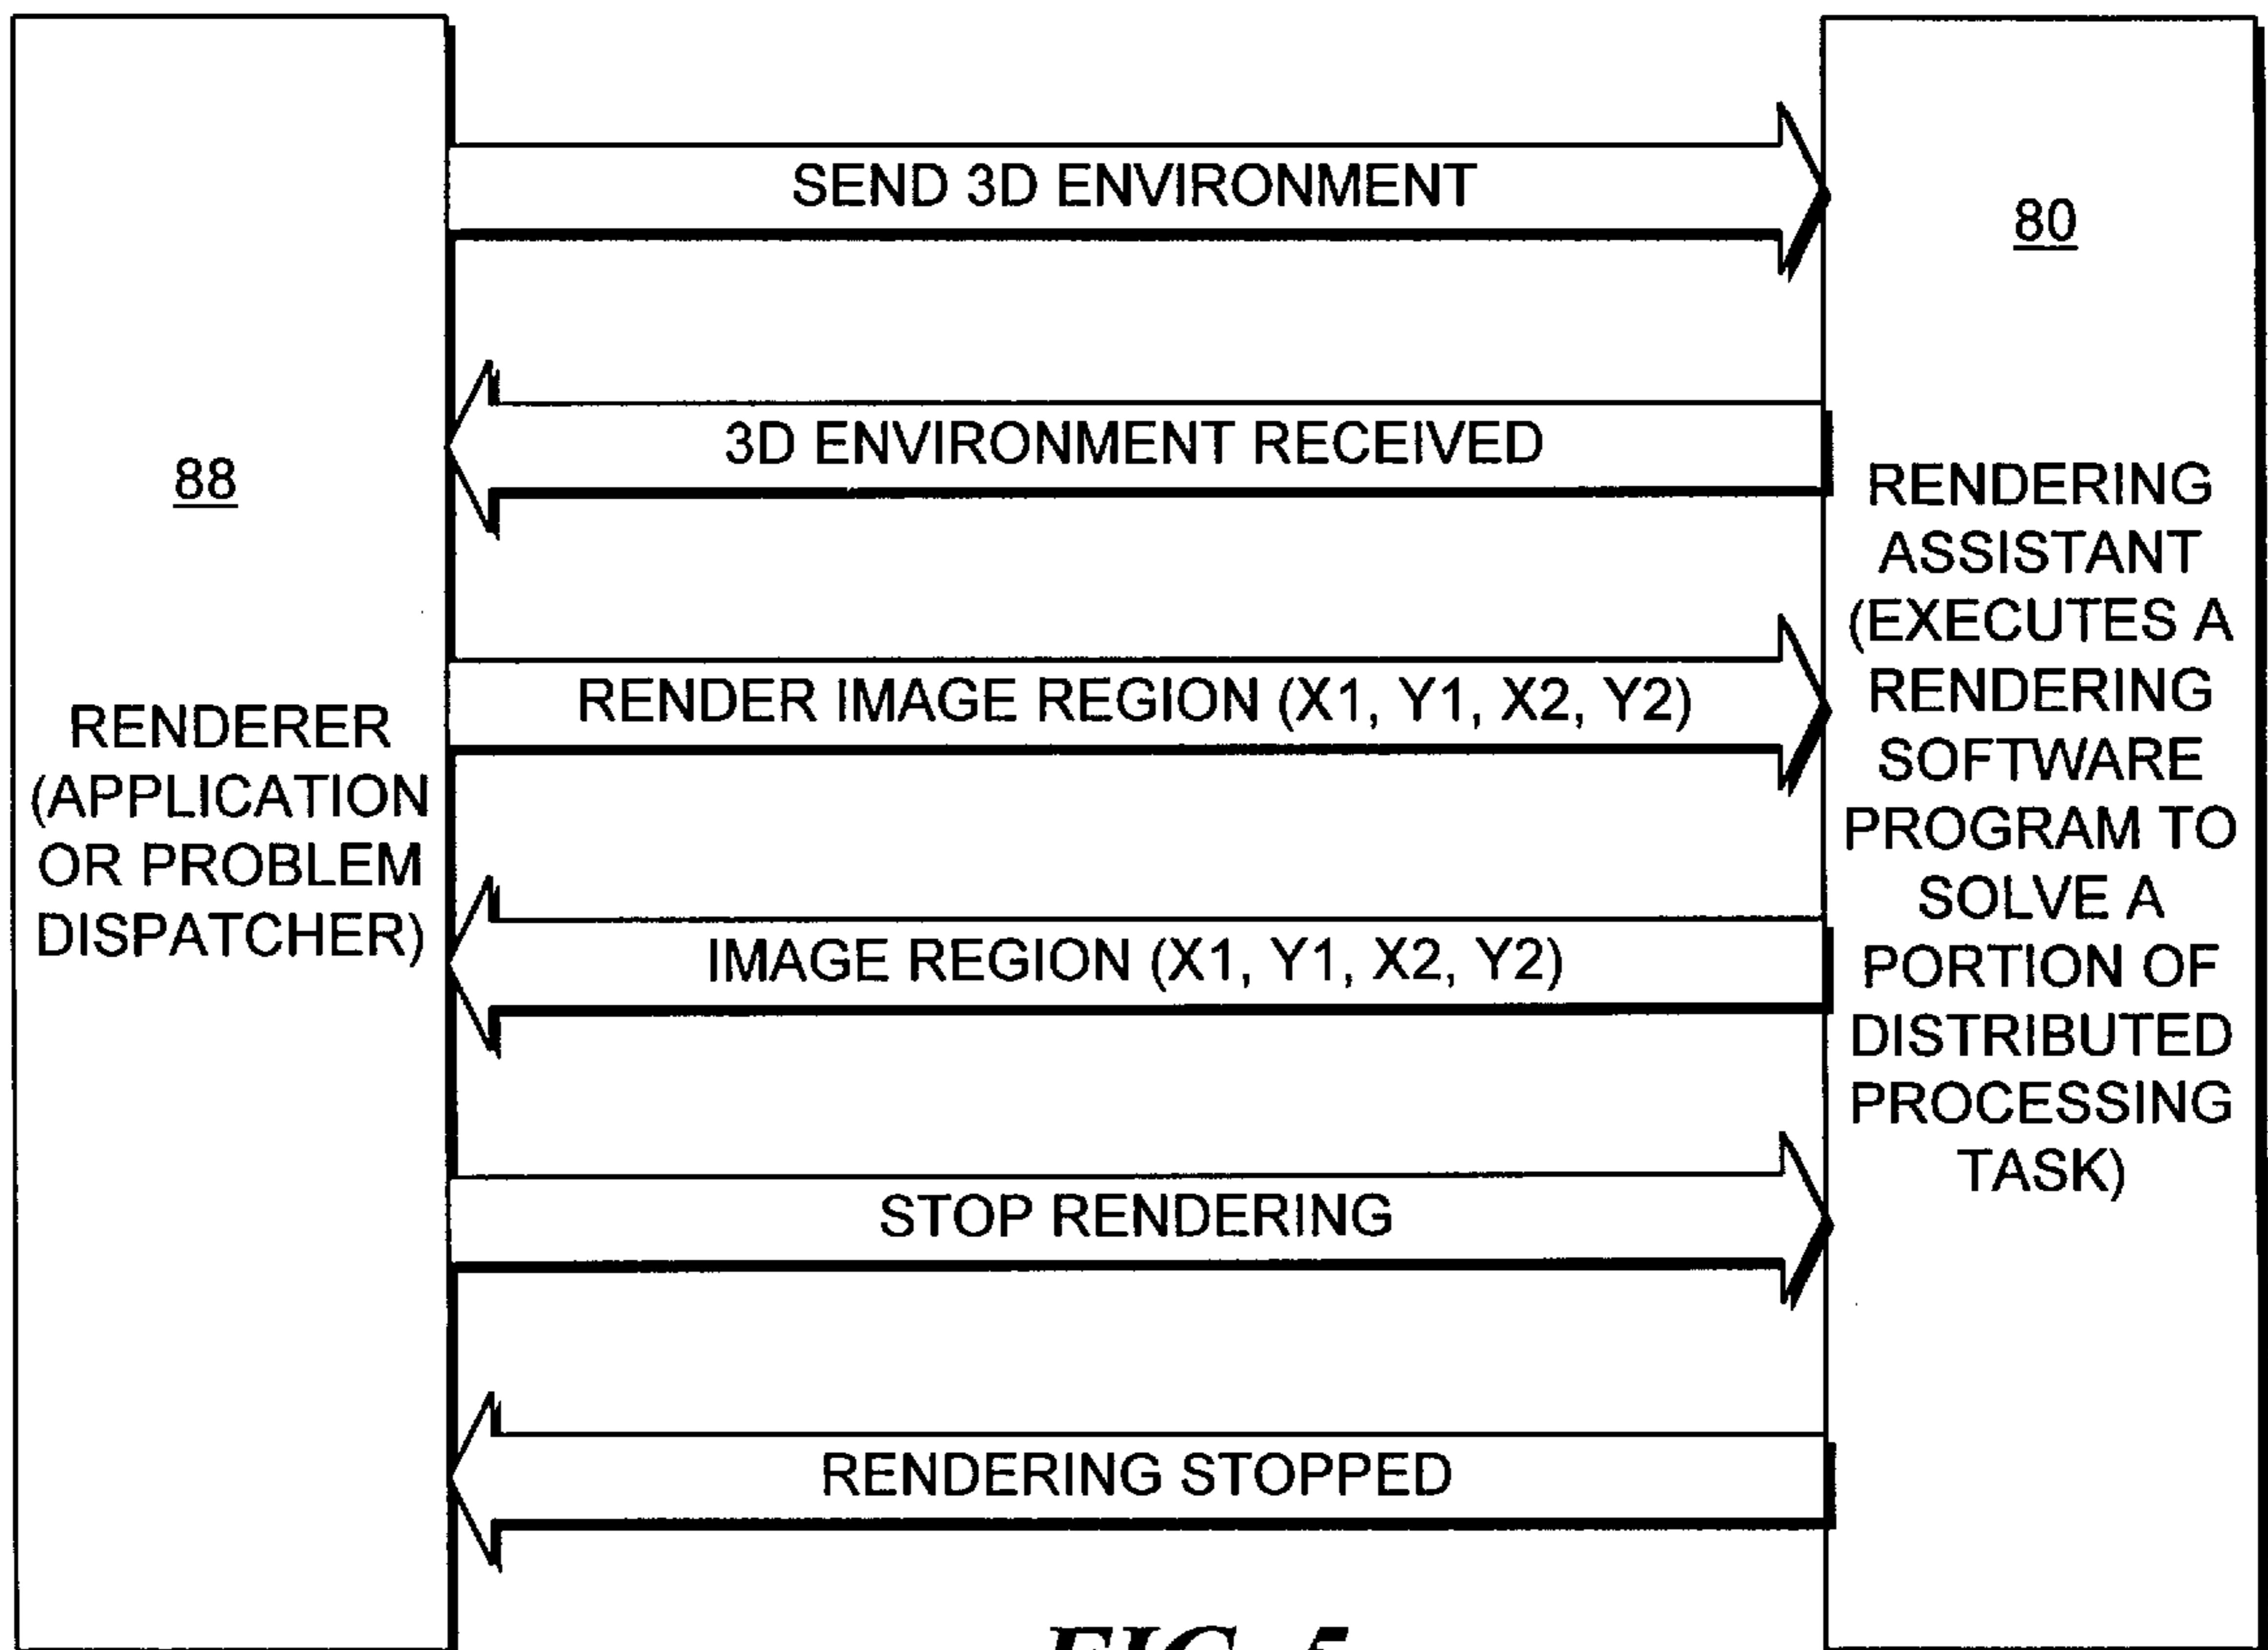 88
RENDERER
(APPLICATION
OR PROBLEM
DISPATCHER)
SEND 3D ENVIRONMENT
3D ENVIRONMENT RECEIVED
RENDER IMAGE REGION (X1, Y1, X2, Y2)
IMAGE REGION (X1, Y1, X2, Y2)
STOP RENDERING
RENDERING STOPPED
80
RENDERING
ASSISTANT
(EXECUTES A
RENDERING
SOFTWARE
PROGRAM TO
SOLVE A
PORTION OF
DISTRIBUTED
PROCESSING
TASK)
FIG. 5